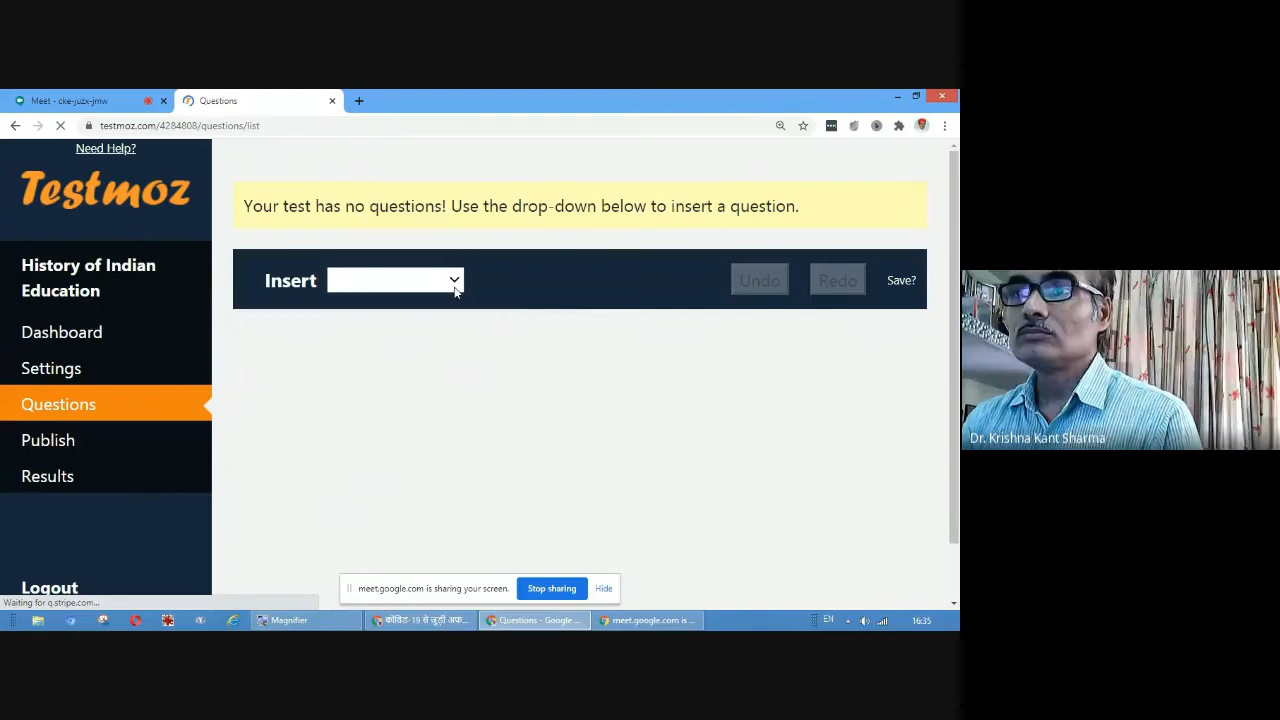 Meet - cke-juzx-jmw
Questions
testmoz.com/4284808/questions/list
Need Help?
Testmoz
Your test has no questions! Use the drop-down below to insert a question.
History of Indian
Education
Insert
Undo
Redo
Save?
Dashboard
Settings
Questions
Publish
Results
Logout
Dr. Krishna Kant Sharma
meet.google.com is sharing your screen.
Stop sharing
Hide
Waiting for q.stripe.com...
Magnifier
कोविड-19 से जुड़ी अफ...
Questions - Google ...
meet.google.com is ...
EN
16:35